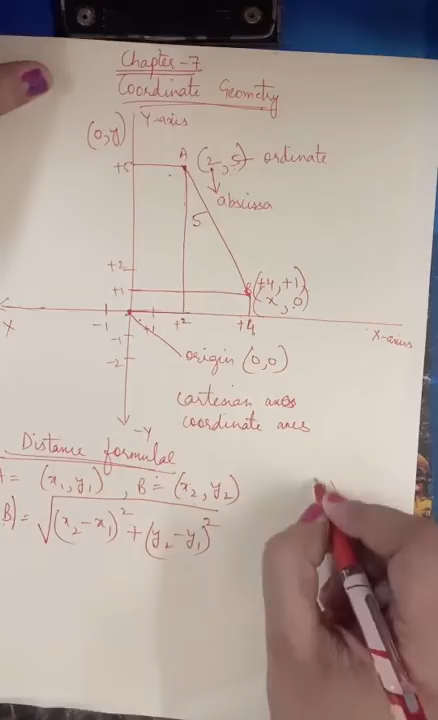 Chapter-7
Coordinate Geometry
Y-axis
(0, y)
+5
A (2, 5) ordinate
abscissa
5
+2
+1
B (+4, +1)
(x, 0)
X
-1 +1 +2 +4
X-axis
-1
-2
origin (0,0)
Cartesian axes
coordinate axes
-Y
Distance formulal
A = (x₁, y₁), B = (x₂, y₂)
B) = √(x₂ - x₁)² + (y₂ - y₁)²